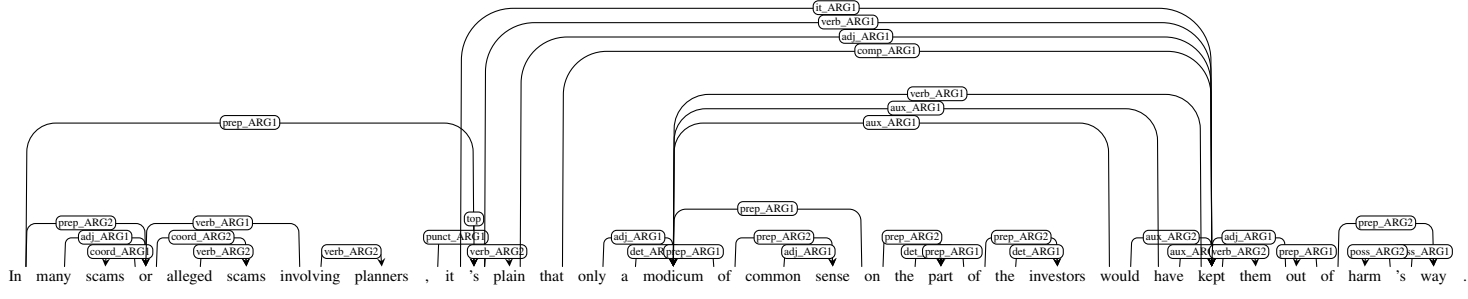 it_ARG1
verb_ARG1
adj_ARG1
comp_ARG1
verb_ARG1
aux_ARG1
prep_ARG1 aux_ARG1
prep_ARG1
top
prep_ARG2 verb_ARG1 prep_ARG2
adj_ARG1 coord_ARG2 punct_ARG1 adj_ARG1 prep_ARG2 prep_ARG2 prep_ARG2 aux_ARG2 adj_ARG1
coord_ARG1 verb_ARG2 verb_ARG2 verb_ARG2 prep_ARG1 adj_ARG1 prep_ARG1 det_ARG1 verb_ARG2 prep_ARG1 poss_ARG2
In many scams or alleged scams involving planners , it 's plain that only a modicum of common sense on the part of the investors would have kept them out of harm 's way .